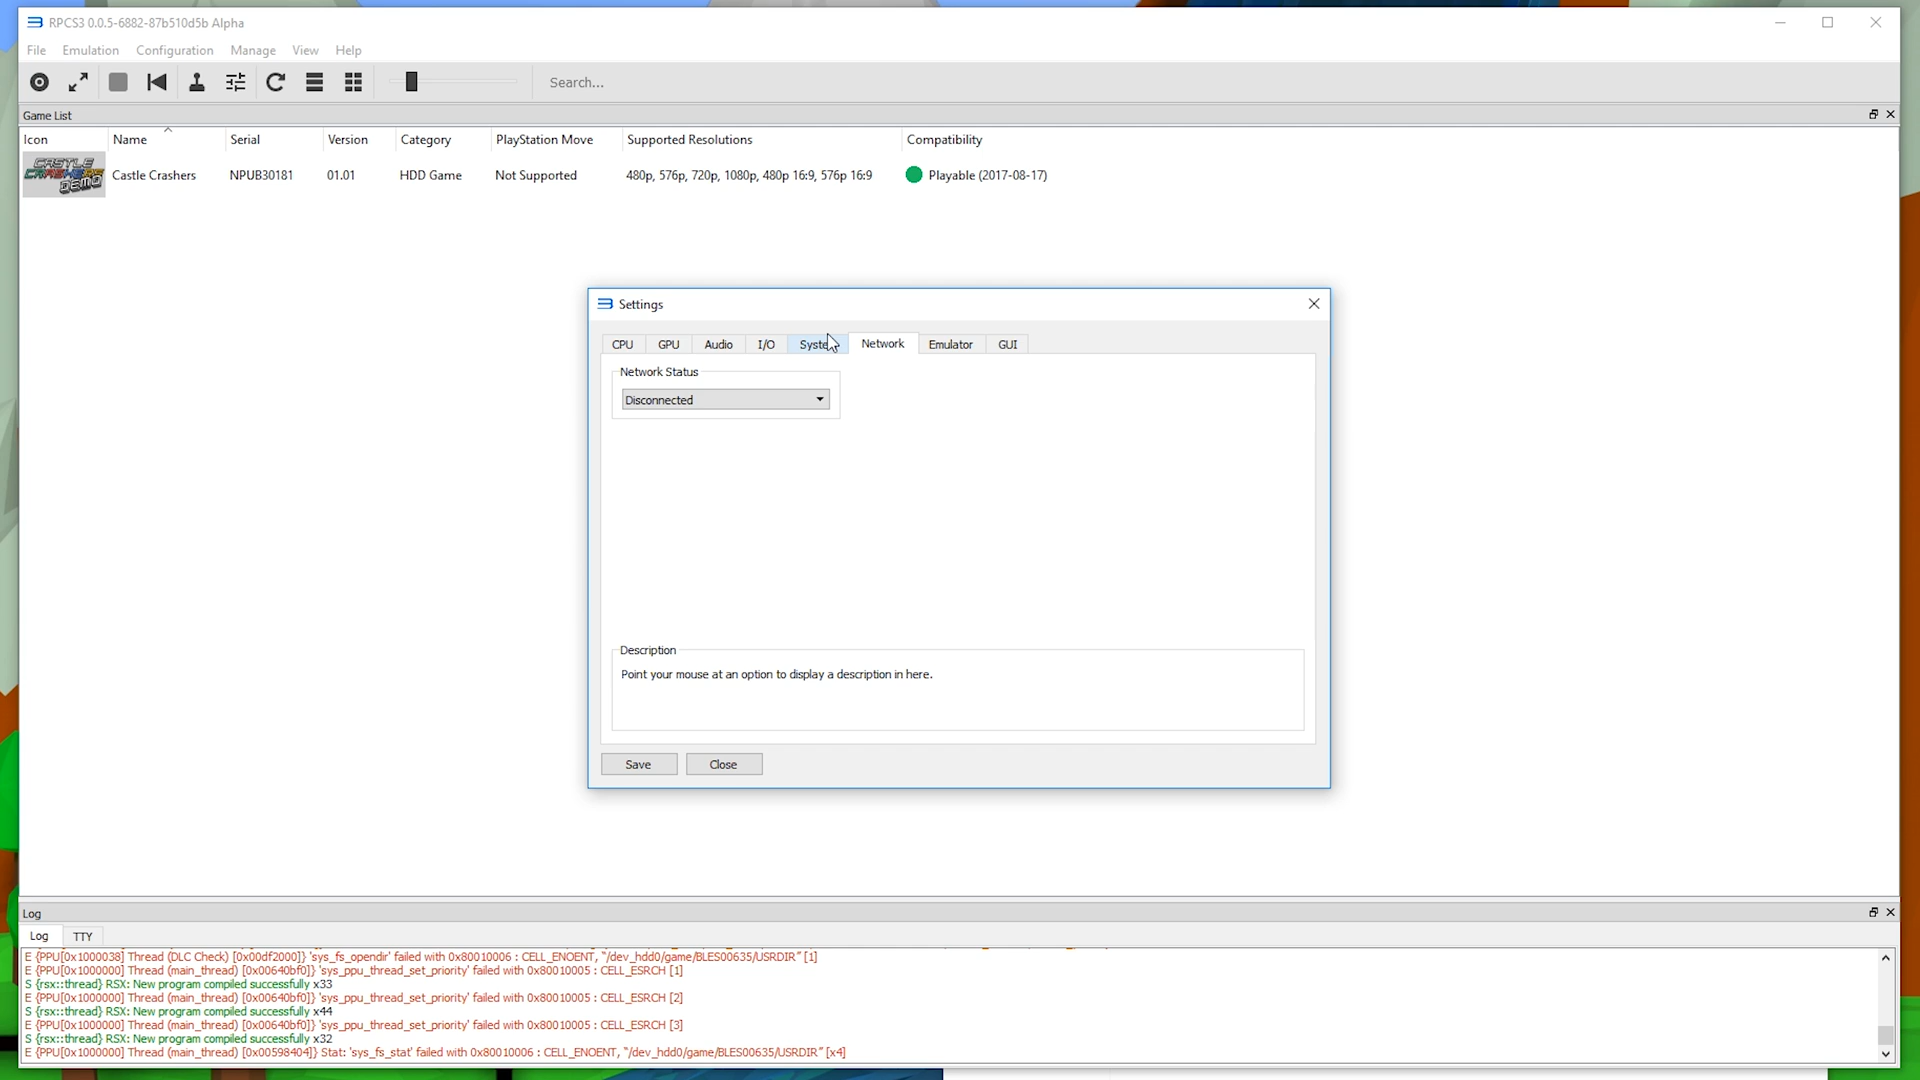 RPCS3 0.0.5-6882-87b510d5b Alpha
File Emulation Configuration Manage View Help
Search...
Game List
Icon Name Serial Version Category PlayStation Move Supported Resolutions Compatibility
CASTLE CRASHERS DEMO Castle Crashers NPUB30181 01.01 HDD Game Not Supported 480p, 576p, 720p, 1080p, 480p 16:9, 576p 16:9 Playable (2017-08-17)
Settings
CPU GPU Audio I/O Network Emulator GUI
Network Status
Disconnected
Description
Point your mouse at an option to display a description in here.
Save Close
Log
Log TTY
E {PPU[0x1000038] Thread (DLC Check) [0x00df2000]} 'sys_fs_opendir' failed with 0x80010006 : CELL_ENOENT, "/dev_hdd0/game/BLES00635/USRDIR" [1]
E {PPU[0x1000000] Thread (main_thread) [0x00640bf0]} 'sys_ppu_thread_set_priority' failed with 0x80010005 : CELL_ESRCH [1]
S {rsx::thread} RSX: New program compiled successfully x33
E {PPU[0x1000000] Thread (main_thread) [0x00640bf0]} 'sys_ppu_thread_set_priority' failed with 0x80010005 : CELL_ESRCH [2]
S {rsx::thread} RSX: New program compiled successfully x44
E {PPU[0x1000000] Thread (main_thread) [0x00640bf0]} 'sys_ppu_thread_set_priority' failed with 0x80010005 : CELL_ESRCH [3]
S {rsx::thread} RSX: New program compiled successfully x32
E {PPU[0x1000000] Thread (main_thread) [0x00598404]} Stat: 'sys_fs_stat' failed with 0x80010006 : CELL_ENOENT, "/dev_hdd0/game/BLES00635/USRDIR" [x4]